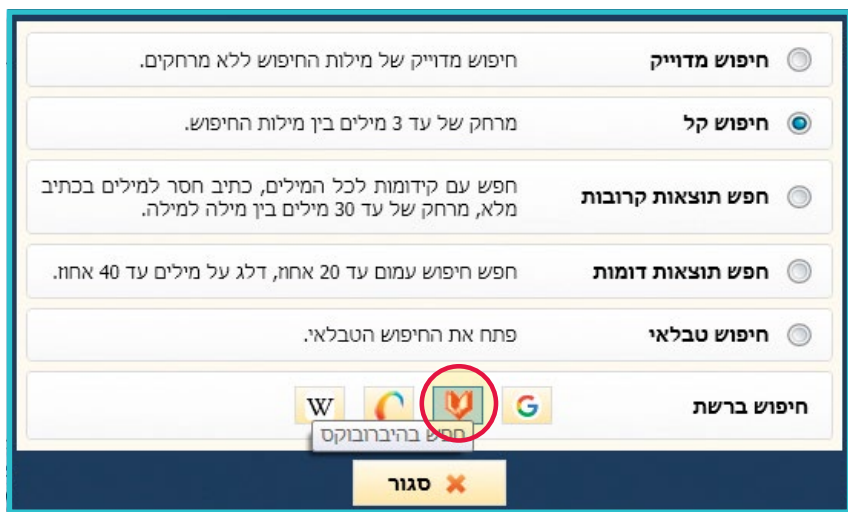 חיפוש מדוייק חיפוש מדוייק של מילות החיפוש ללא מרחקים.
חיפוש קל מרחק של עד 3 מילים בין מילות החיפוש.
חפש תוצאות קרובות חפש עם קידומות לכל המילים, כתיב חסר למילים בכתיב
מלא, מרחק של עד 30 מילים בין מילה למילה.
חפש תוצאות דומות חפש חיפוש עמום עד 20 אחוז, דלג על מילים עד 40 אחוז.
חיפוש טבלאי פתח את החיפוש הטבלאי.
חיפוש ברשת G W
חפש בהיברובוקס
סגור